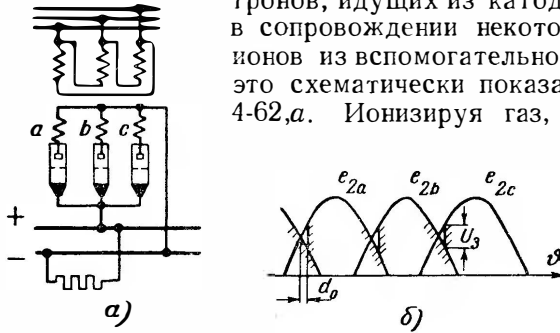 тронов, идущих из катод
в сопровождении некото
ионов из вспомогательно
это схематически показа
4-62,а. Ионизируя газ,
a b c
+
−
а)
e2a e2b e2c
U3
ϑ
d0
б)